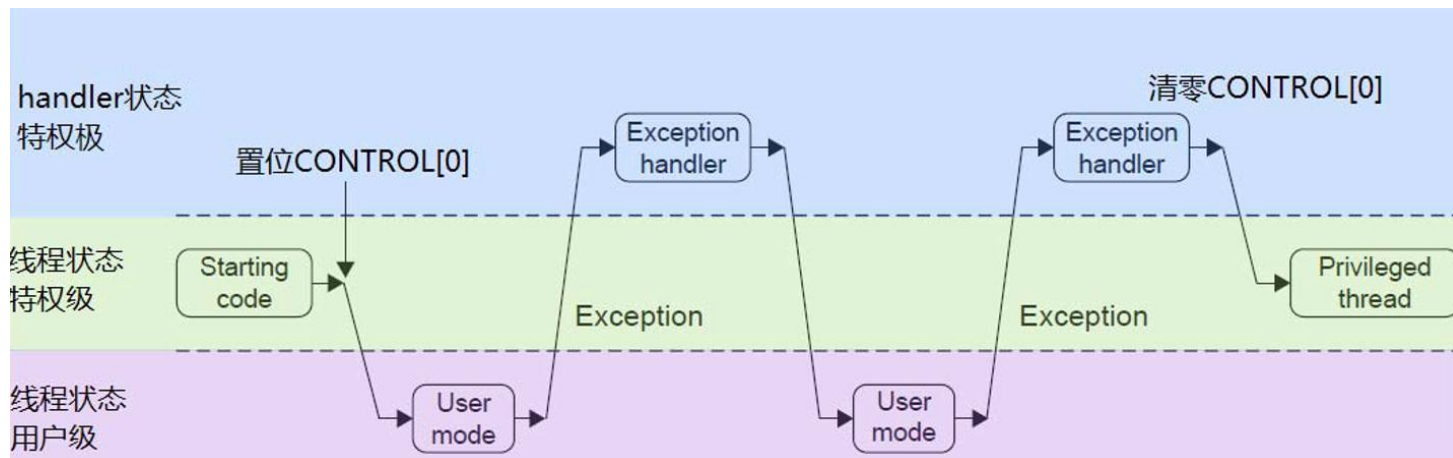 handler状态
特权极
置位CONTROL[0]
Exception
handler
清零CONTROL[0]
Exception
handler
线程状态
特权级
Starting
code
Exception
Exception
Privileged
thread
线程状态
用户级
User
mode
User
mode